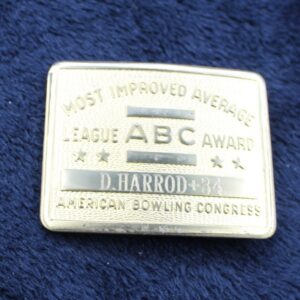 MOST IMPROVED AVERAGE
LEAGUE ABC AWARD
D.HARROD+34
AMERICAN BOWLING CONGRESS